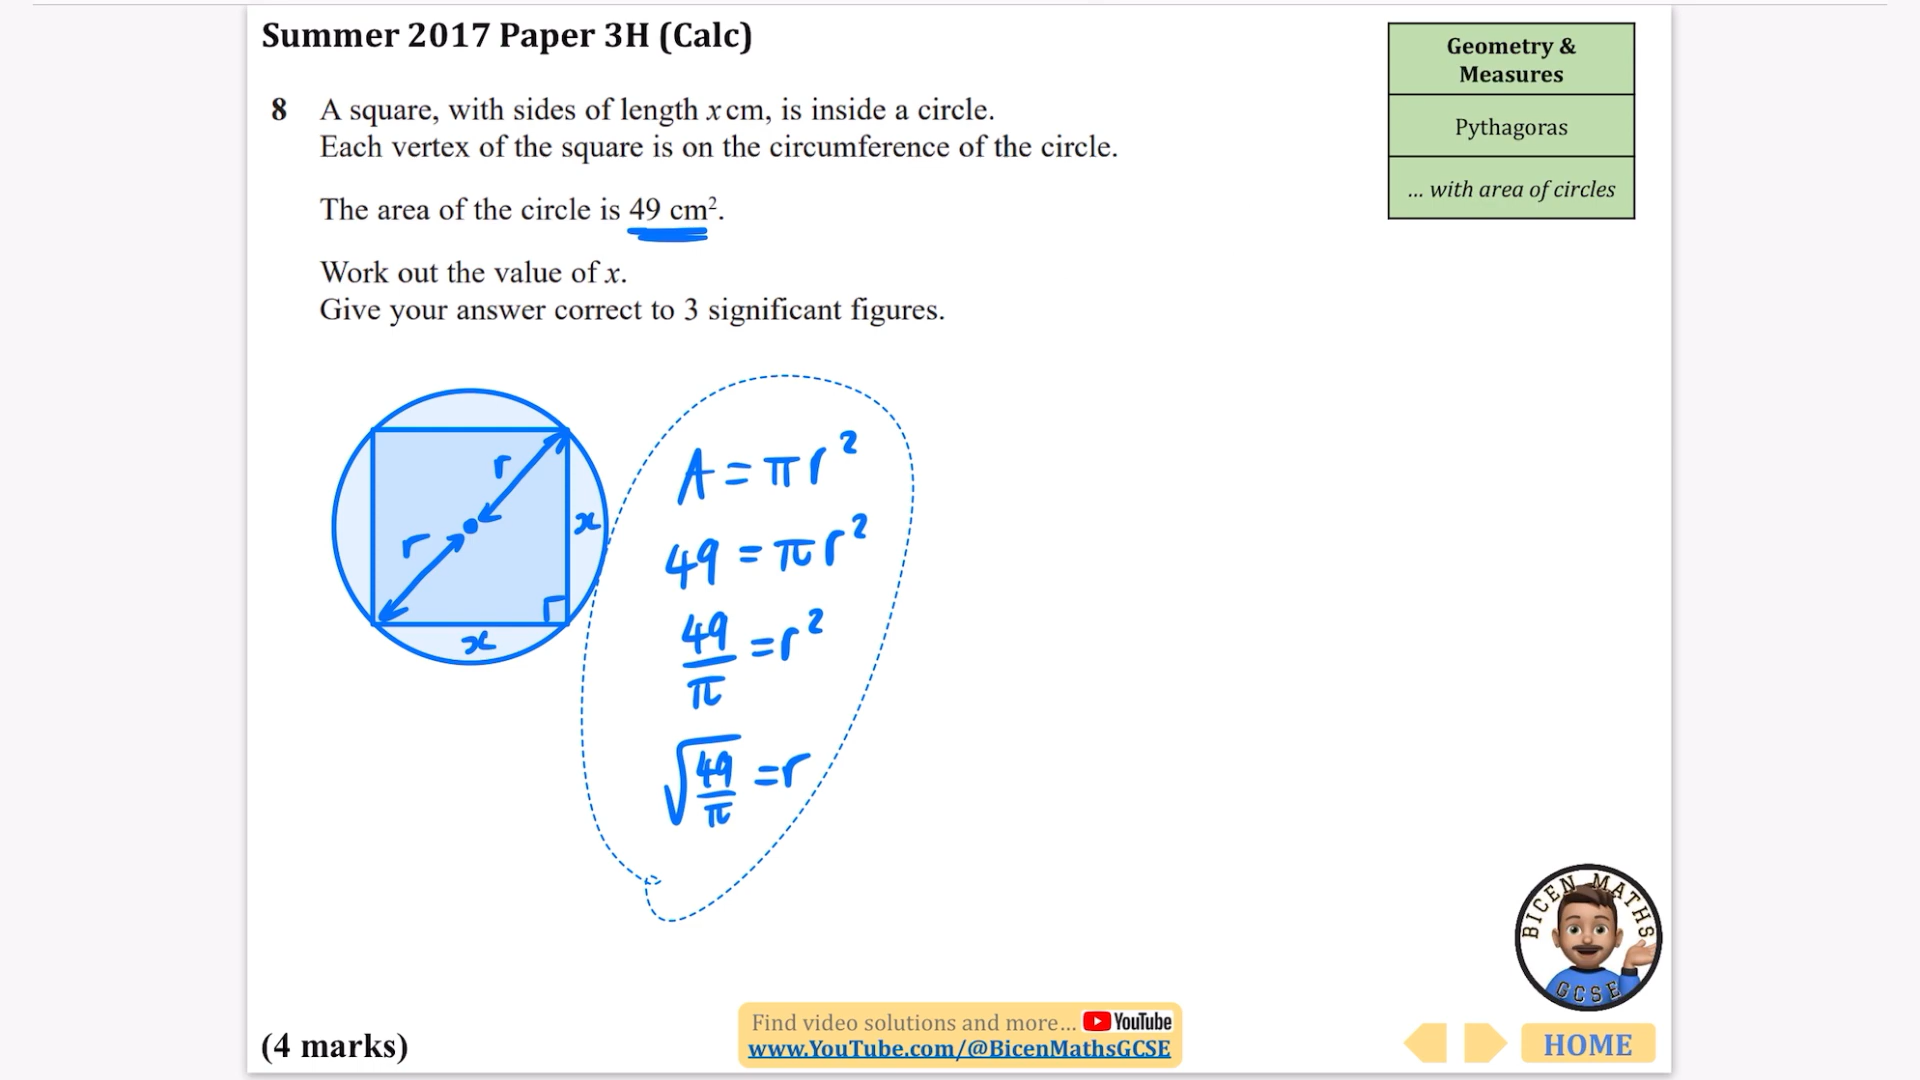 Summer 2017 Paper 3H (Calc)
Geometry &
Measures
Pythagoras
... with area of circles
8 A square, with sides of length x cm, is inside a circle.
Each vertex of the square is on the circumference of the circle.
The area of the circle is 49 cm².
Work out the value of x.
Give your answer correct to 3 significant figures.
r
r
x
x
A = πr²
49 = πr²
49/π = r²
√49/π = r
BICEN MATHS
GCSE
(4 marks)
Find video solutions and more... YouTube
www.YouTube.com/@BicenMathsGCSE
HOME